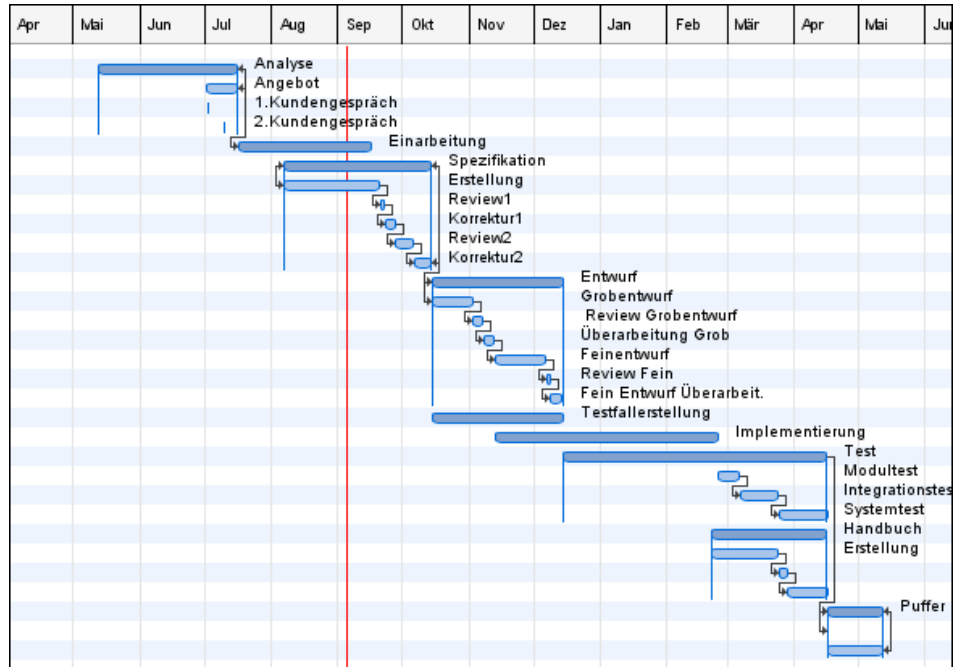 Apr Mai Jun Jul Aug Sep Okt Nov Dez Jan Feb Mär Apr Mai Jun
Analyse
Angebot
1.Kundengespräch
2.Kundengespräch
Einarbeitung
Spezifikation
Erstellung
Review1
Korrektur1
Review2
Korrektur2
Entwurf
Grobentwurf
Review Grobentwurf
Überarbeitung Grob
Feinentwurf
Review Fein
Fein Entwurf Überarbeit.
Testfallerstellung
Implementierung
Test
Modultest
Integrationstes
Systemtest
Handbuch
Erstellung
Puffer